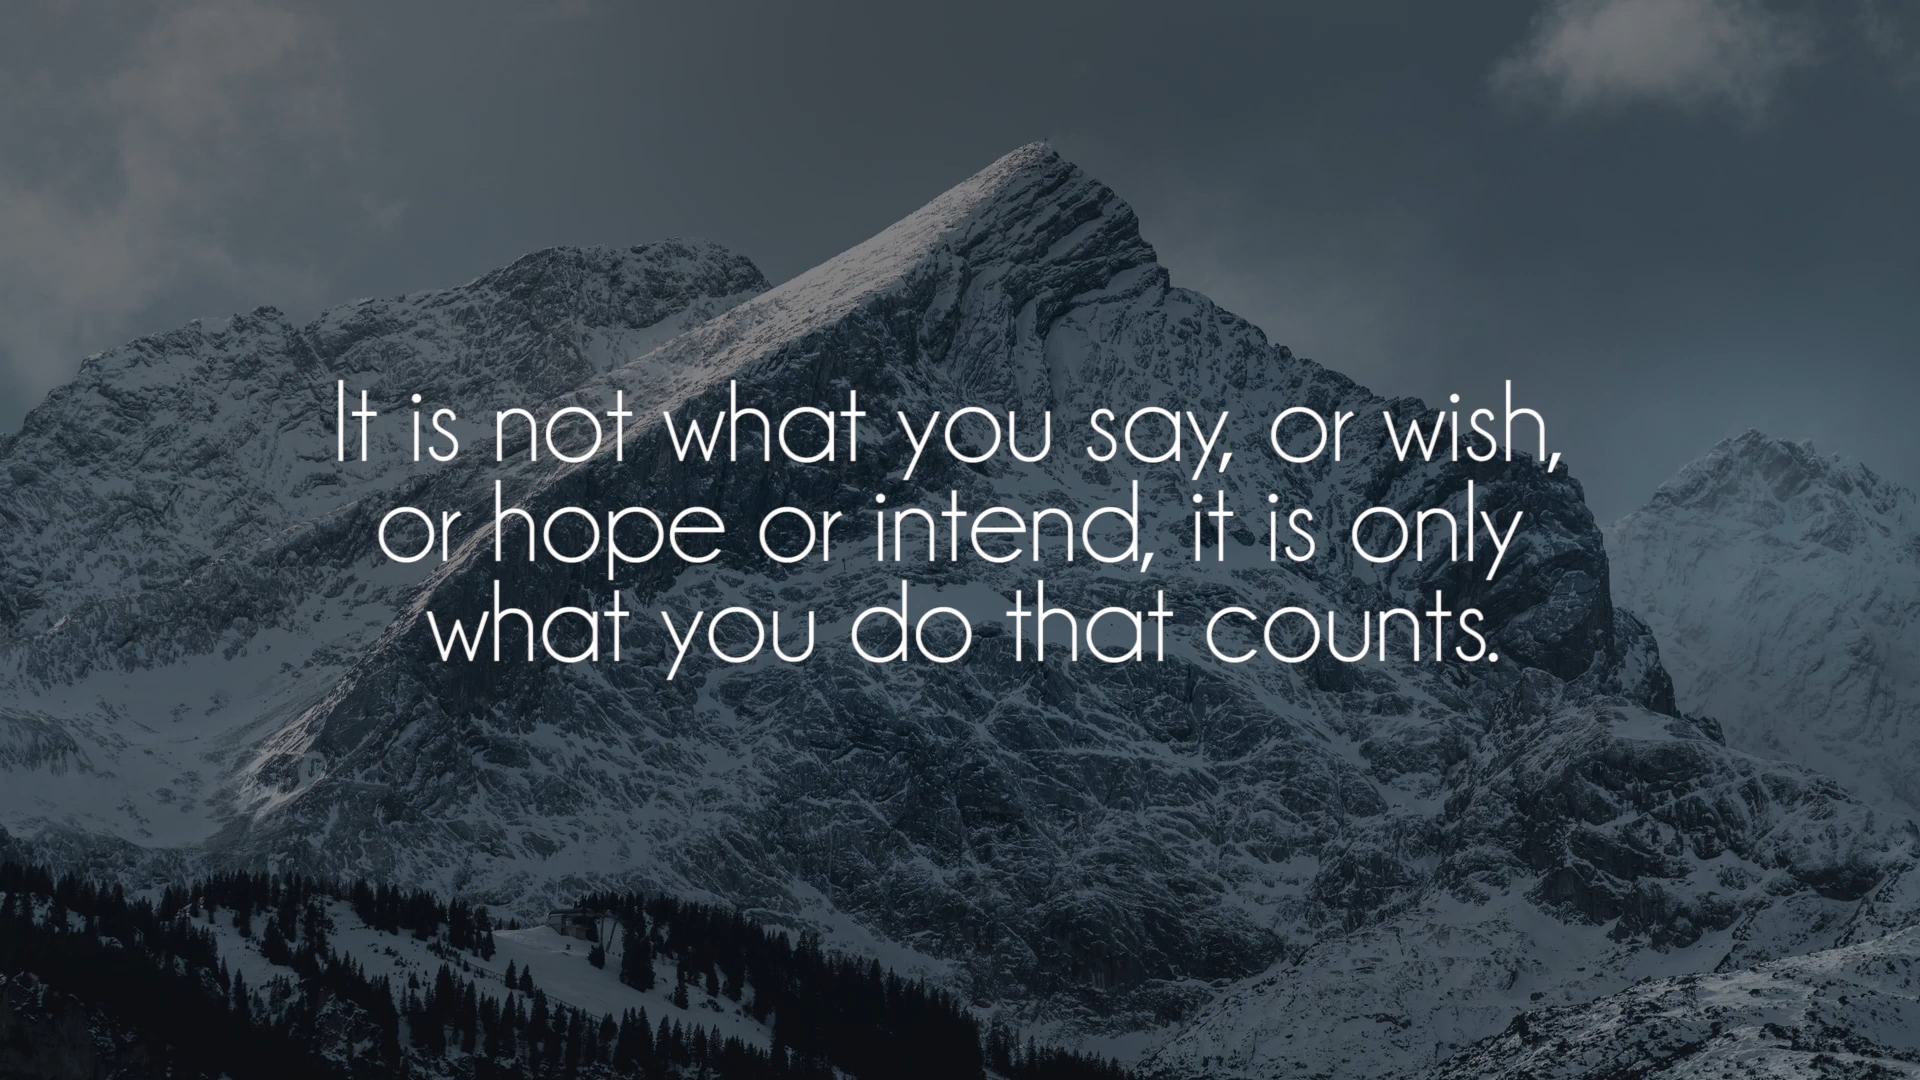 It is not what you say, or wish,
or hope or intend, it is only
what you do that counts.